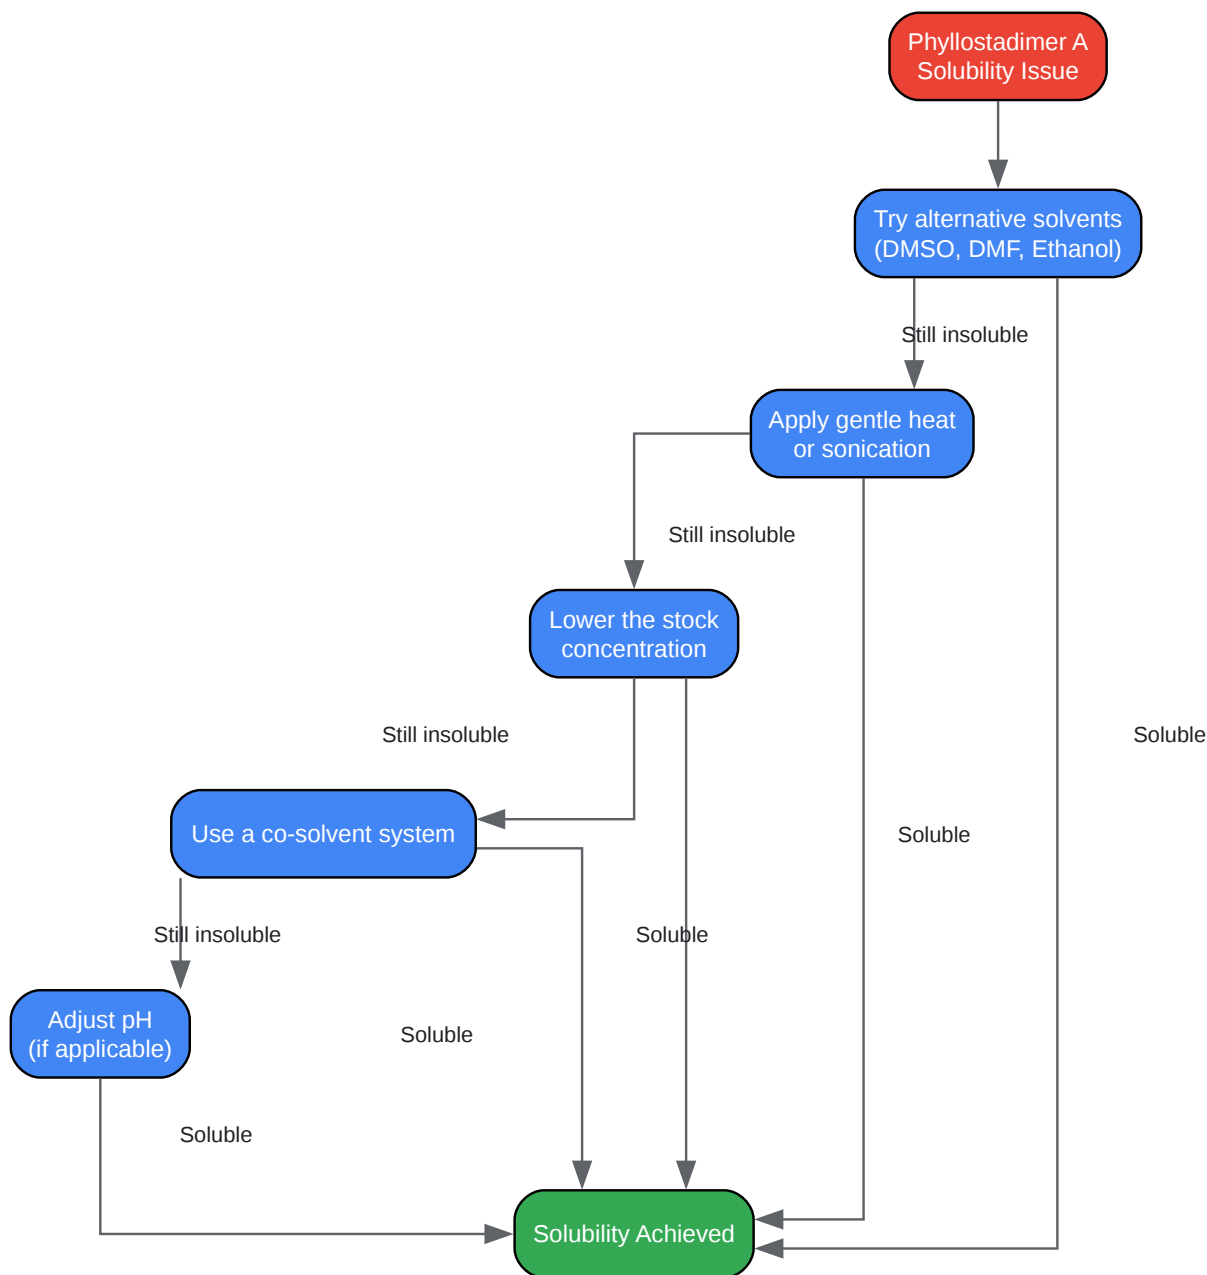 Phyllostadimer A
Solubility Issue
Try alternative solvents
(DMSO, DMF, Ethanol)
Still insoluble
Apply gentle heat
or sonication
Still insoluble
Lower the stock
concentration
Still insoluble
Soluble
Use a co-solvent system
Soluble
Still insoluble
Soluble
Adjust pH
(if applicable)
Soluble
Soluble
Solubility Achieved